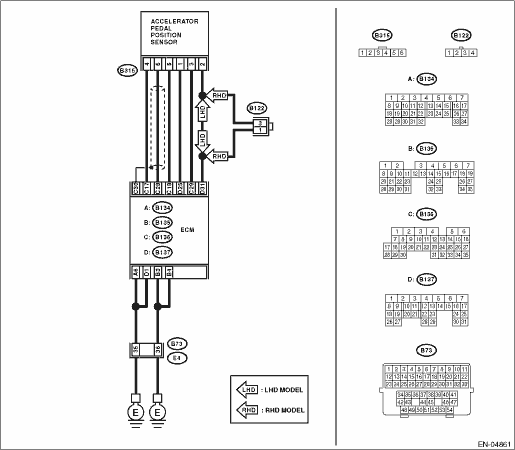 ACCELERATOR
PEDAL
POSITION
SENSOR
B315
4 6 5 1 3 2
RHD
LHD
B122
2
1
LHD
RHD
C17 D31
A: B134
B: B135
C: B136
D: B137
ECM
A6 D1 B3 B4
35 36
B73
E4
E E
LHD : LHD MODEL
RHD : RHD MODEL
B315
1 2 3 4 5 6
B122
1 2 3 4
A: B134
1 2 3 4 5 6 7
8 9 10 11 12 13 14 15 16 17
18 19 20 21 22 23 24 25 26 27
28 29 30 31 32 33 34
B: B135
1 2 3 4 5 6 7
8 9 10 11 12 13 14 15 16 17 18 19
20 21 22 23 24 25 26 27
28 29 30 31 32 33 34 35
C: B136
1 2 3 4 5 6
7 8 9 10 11 12 13 14 15 16
17 18 19 20 21 22 23 24 25 26 27
28 29 30 31 32 33 34 35
D: B137
1 2 3 4 5 6 7
8 9 10 11 12 13 14 15 16 17
18 19 20 21 22 23 24 25
26 27 28 29 30 31
B73
1 2 3 4 5 6 7 8 9 10 11
12 13 14 15 16 17 18 19 20 21 22
23 24 25 26 27 28 29 30 31 32 33
34 35 36 37 38 39 40 41
42 43 44 45 46 47
48 49 50 51 52 53 54
EN-04861